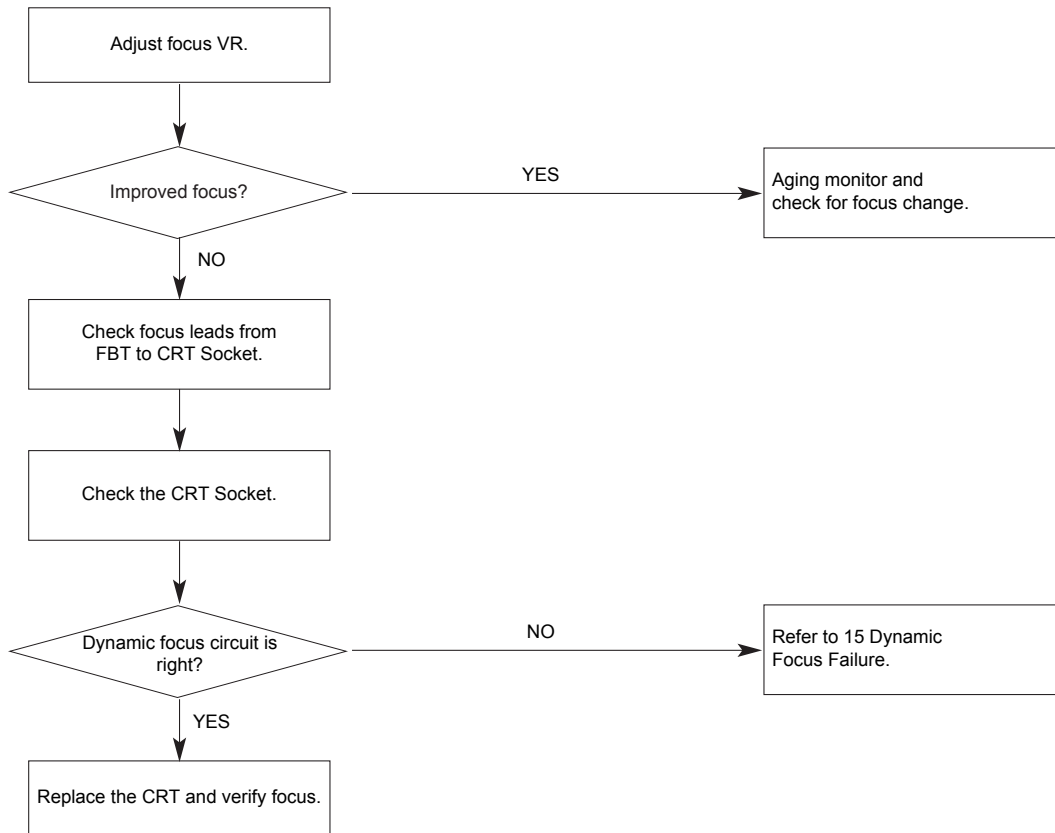 Adjust focus VR.
Improved focus?
YES
Aging monitor and
check for focus change.
NO
Check focus leads from
FBT to CRT Socket.
Check the CRT Socket.
Dynamic focus circuit is
right?
NO
Refer to 15 Dynamic
Focus Failure.
YES
Replace the CRT and verify focus.